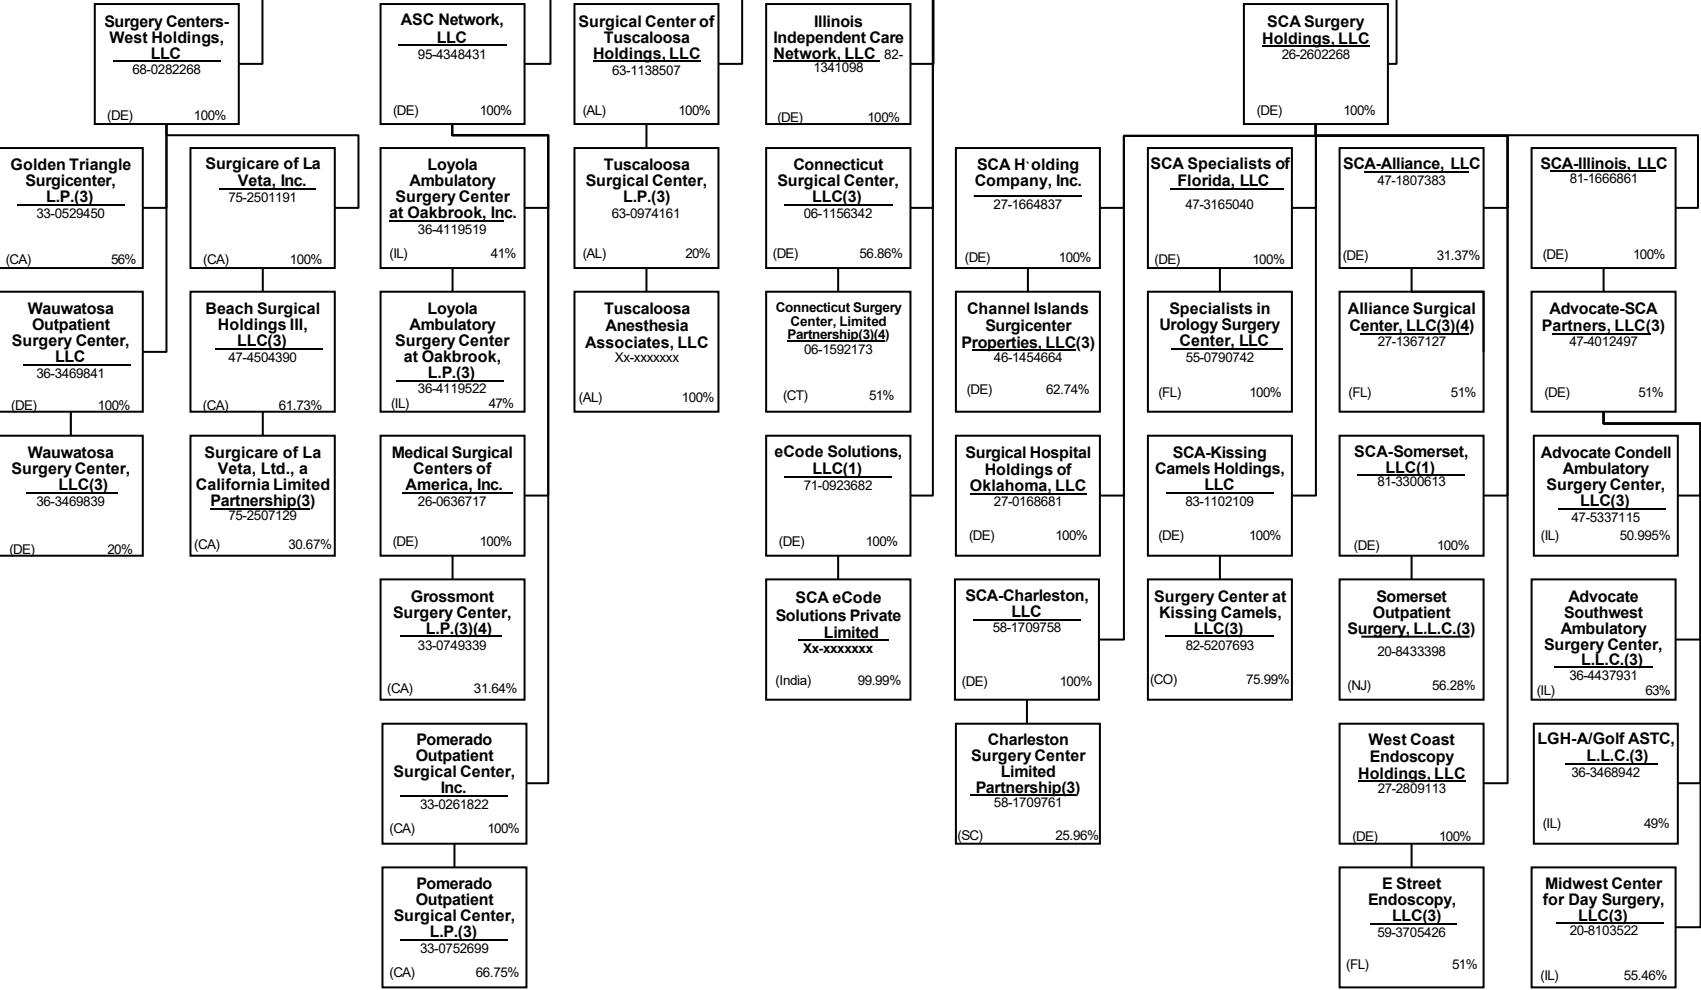 Surgery Centers-
West Holdings,
LLC
68-0282268
(DE) 100%
ASC Network,
LLC
95-4348431
(DE) 100%
Surgical Center of
Tuscaloosa
Holdings, LLC
63-1138507
(AL) 100%
Illinois
Independent Care
Network, LLC 82-
1341098
(DE) 100%
SCA Surgery
Holdings, LLC
26-2602268
(DE) 100%
Golden Triangle
Surgicenter,
L.P.(3)
33-0529450
(CA) 56%
Surgicare of La
Veta, Inc.
75-2501191
(CA) 100%
Loyola
Ambulatory
Surgery Center
at Oakbrook, Inc.
36-4119519
(IL) 41%
Tuscaloosa
Surgical Center,
L.P.(3)
63-0974161
(AL) 20%
Connecticut
Surgical Center,
LLC(3)
06-1156342
(DE) 56.86%
SCA H`olding
Company, Inc.
27-1664837
(DE) 100%
SCA Specialists of
Florida, LLC
47-3165040
(DE) 100%
SCA-Alliance, LLC
47-1807383
(DE) 31.37%
SCA-Illinois, LLC
81-1666861
(DE) 100%
Wauwatosa
Outpatient
Surgery Center,
LLC
36-3469841
(DE) 100%
Beach Surgical
Holdings III,
LLC(3)
47-4504390
(CA) 61.73%
Loyola
Ambulatory
Surgery Center
at Oakbrook,
L.P.(3)
36-4119522
(IL) 47%
Tuscaloosa
Anesthesia
Associates, LLC
Xx-xxxxxxx
(AL) 100%
Connecticut Surgery
Center, Limited
Partnership(3)(4)
06-1592173
(CT) 51%
Channel Islands
Surgicenter
Properties, LLC(3)
46-1454664
(DE) 62.74%
Specialists in
Urology Surgery
Center, LLC
55-0790742
(FL) 100%
Alliance Surgical
Center, LLC(3)(4)
27-1367127
(FL) 51%
Advocate-SCA
Partners, LLC(3)
47-4012497
(DE) 51%
Wauwatosa
Surgery Center,
LLC(3)
36-3469839
(DE) 20%
Surgicare of La
Veta, Ltd., a
California Limited
Partnership(3)
75-2507129
(CA) 30.67%
Medical Surgical
Centers of
America, Inc.
26-0636717
(DE) 100%
eCode Solutions,
LLC(1)
71-0923682
(DE) 100%
Surgical Hospital
Holdings of
Oklahoma, LLC
27-0168681
(DE) 100%
SCA-Kissing
Camels Holdings,
LLC
83-1102109
(DE) 100%
SCA-Somerset,
LLC(1)
81-3300613
(DE) 100%
Advocate Condell
Ambulatory
Surgery Center,
LLC(3)
47-5337115
(IL) 50.995%
Grossmont
Surgery Center,
L.P.(3)(4)
33-0749339
(CA) 31.64%
SCA eCode
Solutions Private
Limited
Xx-xxxxxxx
(India) 99.99%
SCA-Charleston,
LLC
58-1709758
(DE) 100%
Surgery Center at
Kissing Camels,
LLC(3)
82-5207693
(CO) 75.99%
Somerset
Outpatient
Surgery, L.L.C.(3)
20-8433398
(NJ) 56.28%
Advocate
Southwest
Ambulatory
Surgery Center,
L.L.C.(3)
36-4437931
(IL) 63%
Pomerado
Outpatient
Surgical Center,
Inc.
33-0261822
(CA) 100%
Charleston
Surgery Center
Limited
Partnership(3)
58-1709761
(SC) 25.96%
West Coast
Endoscopy
Holdings, LLC
27-2809113
(DE) 100%
LGH-A/Golf ASTC,
L.L.C.(3)
36-3468942
(IL) 49%
Pomerado
Outpatient
Surgical Center,
L.P.(3)
33-0752699
(CA) 66.75%
E Street
Endoscopy,
LLC(3)
59-3705426
(FL) 51%
Midwest Center
for Day Surgery,
LLC(3)
20-8103522
(IL) 55.46%